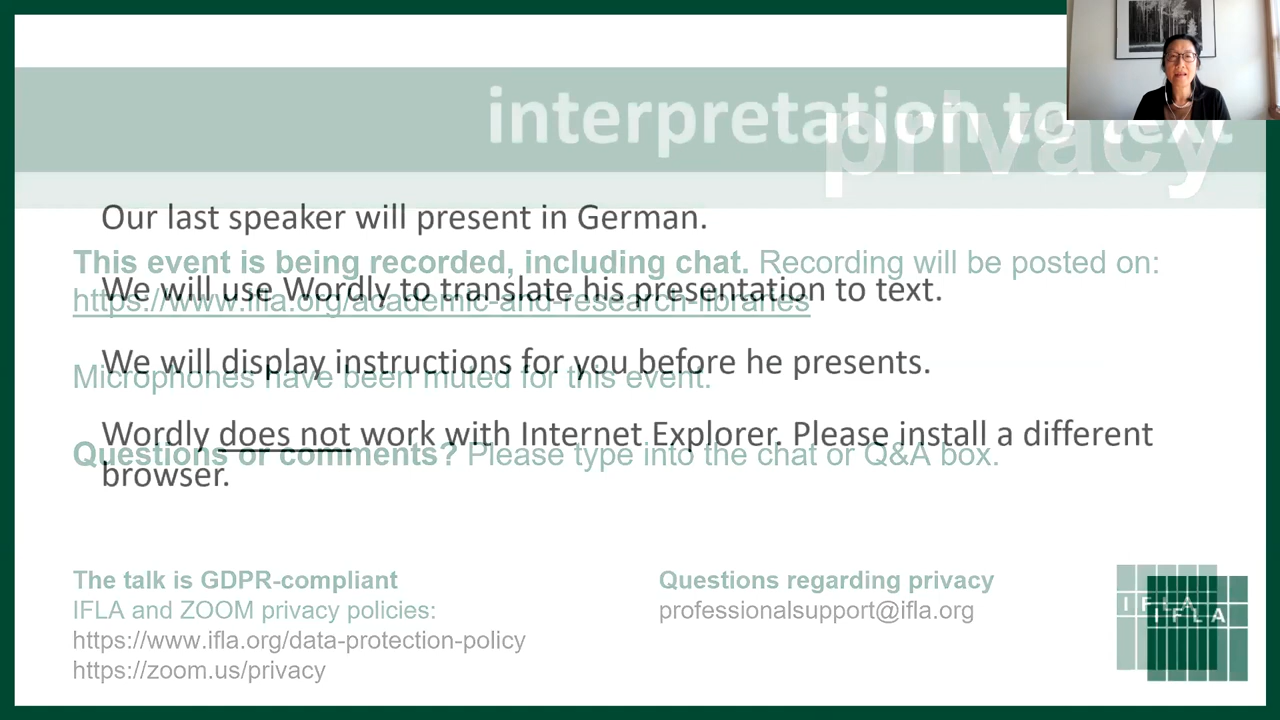 interpretation to text
privacy
Our last speaker will present in German.
This event is being recorded, including chat. Recording will be posted on:
We will use Wordly to translate his presentation to text.
https://www.ifla.org/academic-and-research-libraries
We will display instructions for you before he presents.
Microphones have been muted for this event.
Wordly does not work with Internet Explorer. Please install a different
Questions or comments? Please type into the chat or Q&A box.
browser.
The talk is GDPR-compliant
IFLA and ZOOM privacy policies:
https://www.ifla.org/data-protection-policy
https://zoom.us/privacy
Questions regarding privacy
professionalsupport@ifla.org
IFLA
IFLA